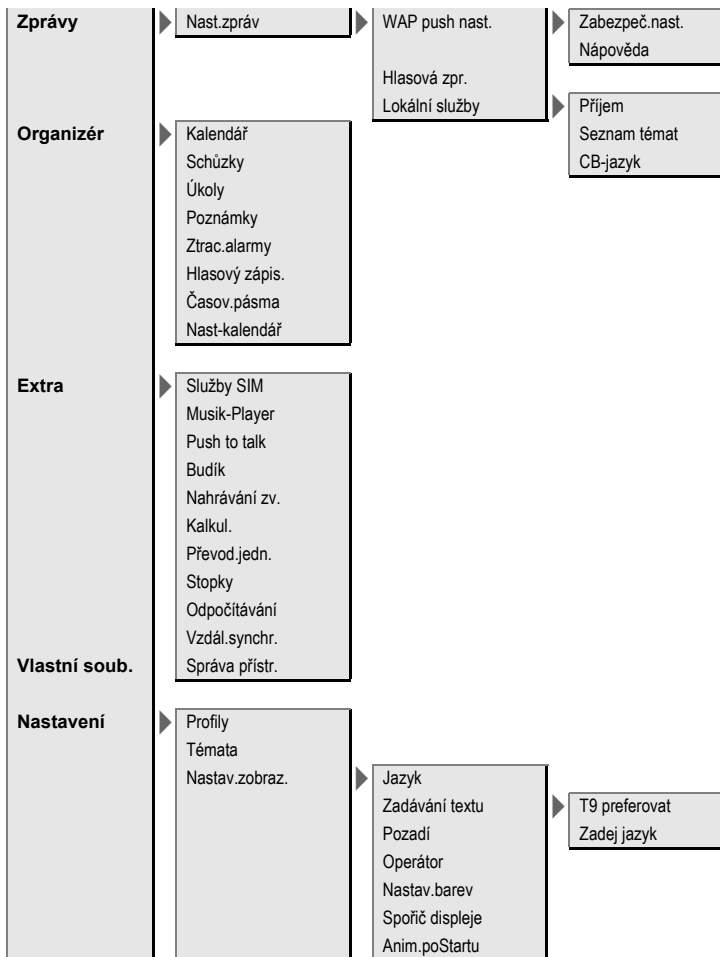 Zprávy
Nast.zpráv
WAP push nast.
Zabezpeč.nast.
Nápověda
Hlasová zpr.
Lokální služby
Příjem
Seznam témat
CB-jazyk
Organizér
Kalendář
Schůzky
Úkoly
Poznámky
Ztrac.alarmy
Hlasový zápis.
Časov.pásma
Nast-kalendář
Extra
Služby SIM
Musik-Player
Push to talk
Budík
Nahrávání zv.
Kalkul.
Převod.jedn.
Stopky
Odpočítávání
Vzdál.synchr.
Správa přístr.
Vlastní soub.
Nastavení
Profily
Témata
Nastav.zobraz.
Jazyk
Zadávání textu
T9 preferovat
Zadej jazyk
Pozadí
Operátor
Nastav.barev
Spořič displeje
Anim.poStartu